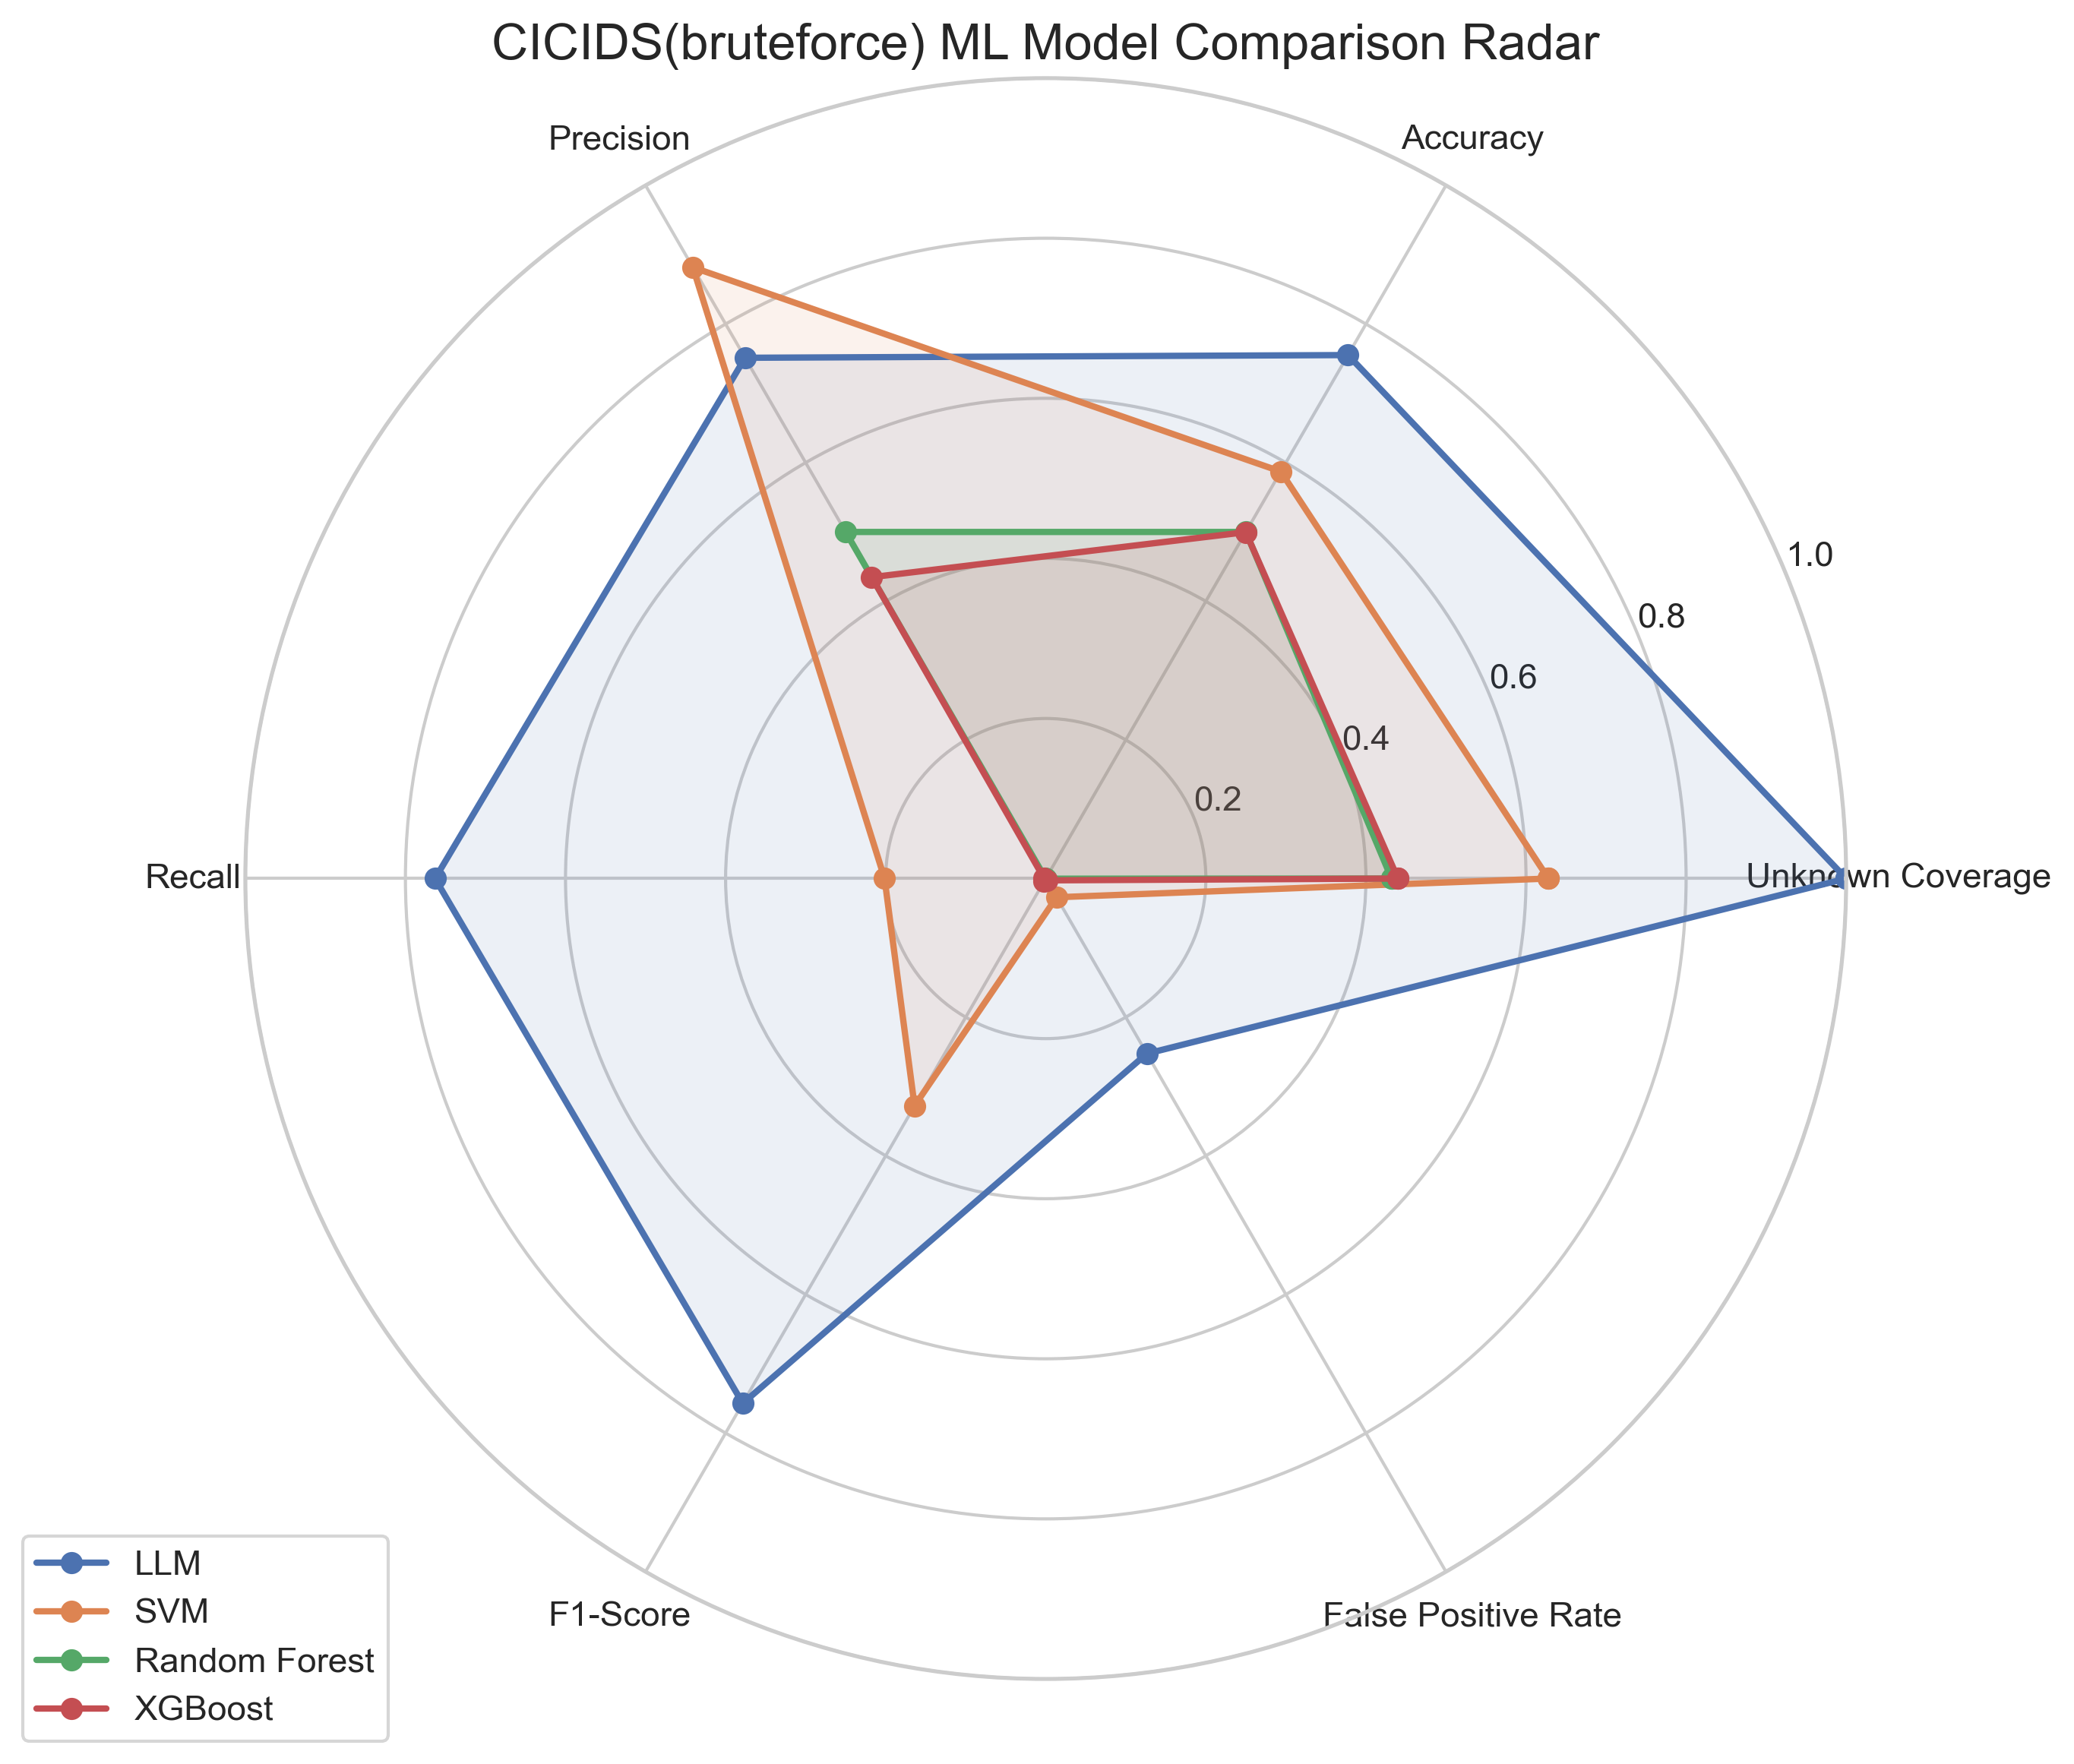 CICIDS(bruteforce) ML Model Comparison Radar
Precision
Accuracy
1.0
0.8
0.6
0.4
0.2
Recall
Unknown Coverage
F1-Score
False Positive Rate
LLM
SVM
Random Forest
XGBoost